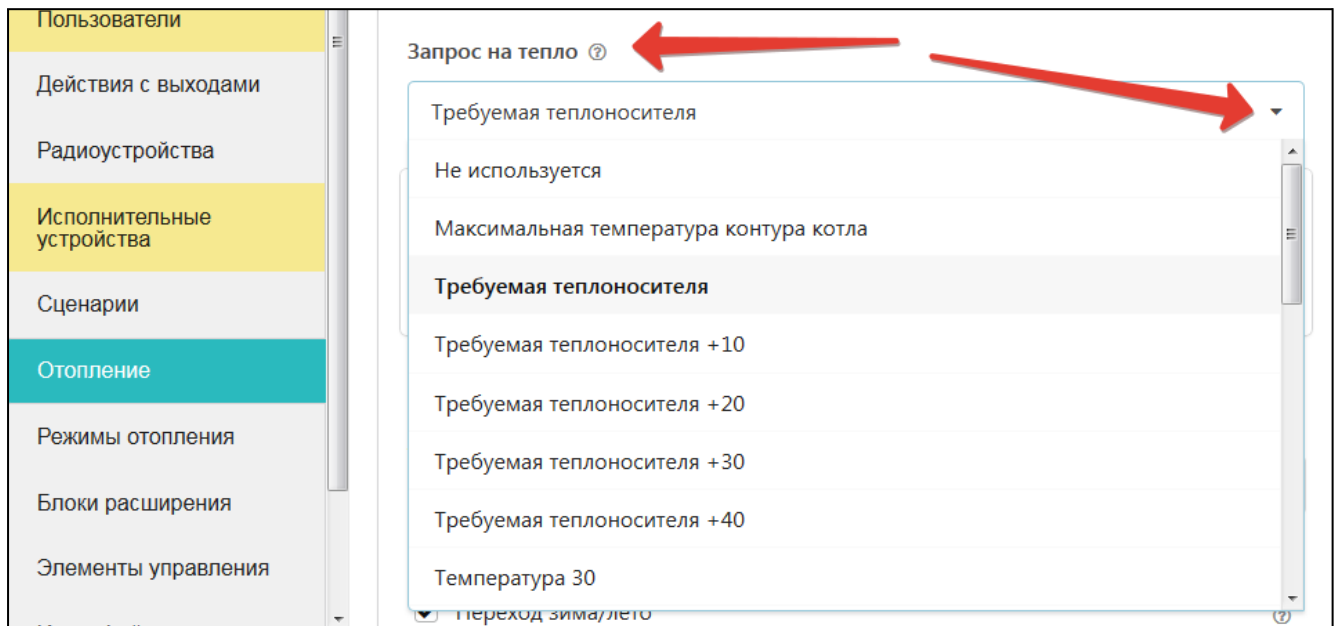 Пользователи
Действия с выходами
Радиоустройства
Исполнительные
устройства
Сценарии
Отопление
Режимы отопления
Блоки расширения
Элементы управления
Запрос на тепло ?
Требуемая теплоносителя
Не используется
Максимальная температура контура котла
Требуемая теплоносителя
Требуемая теплоносителя +10
Требуемая теплоносителя +20
Требуемая теплоносителя +30
Требуемая теплоносителя +40
Температура 30
Переход зима/лето ?